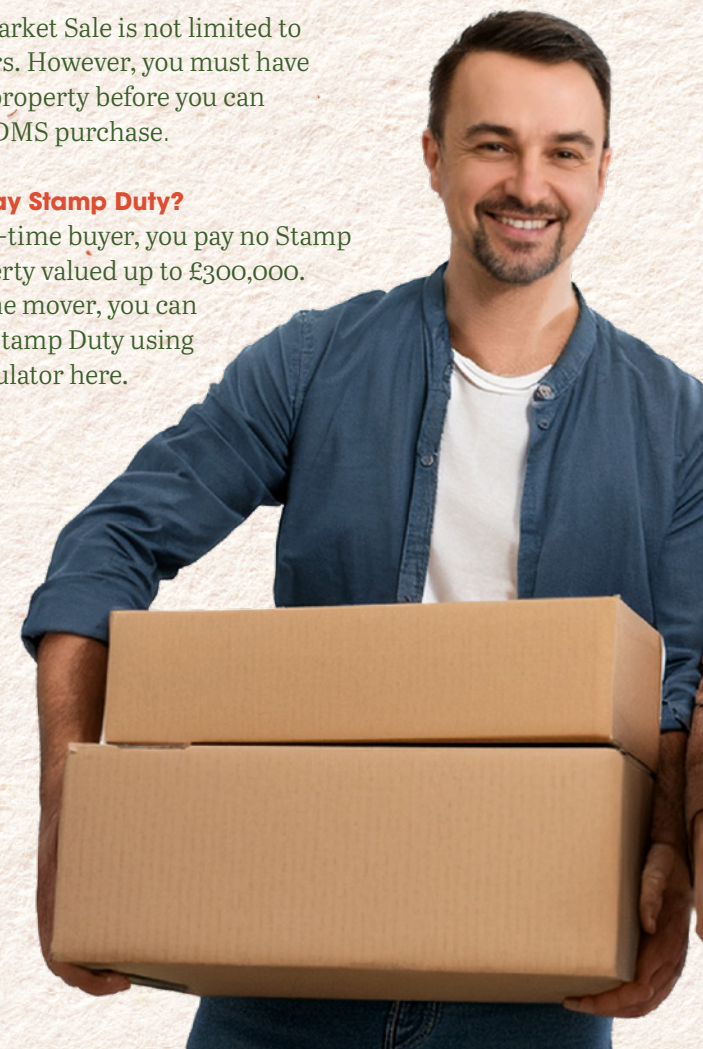 arket Sale is not limited to
rs. However, you must have
property before you can
DMS purchase.
ay Stamp Duty?
-time buyer, you pay no Stamp
erty valued up to £300,000.
me mover, you can
tamp Duty using
ulator here.